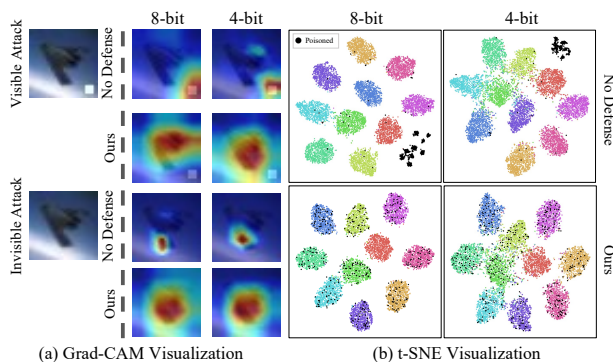 8-bit 4-bit 8-bit 4-bit
Visible Attack
No Defense
Ours
Invisible Attack
No Defense
Ours
Poisoned
No Defense
Ours
(a) Grad-CAM Visualization (b) t-SNE Visualization